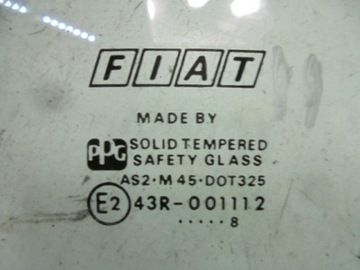 FIAT
MADE BY
PPG SOLID TEMPERED
SAFETY GLASS
AS2·M45·DOT325
E2 43R-001112
·····8